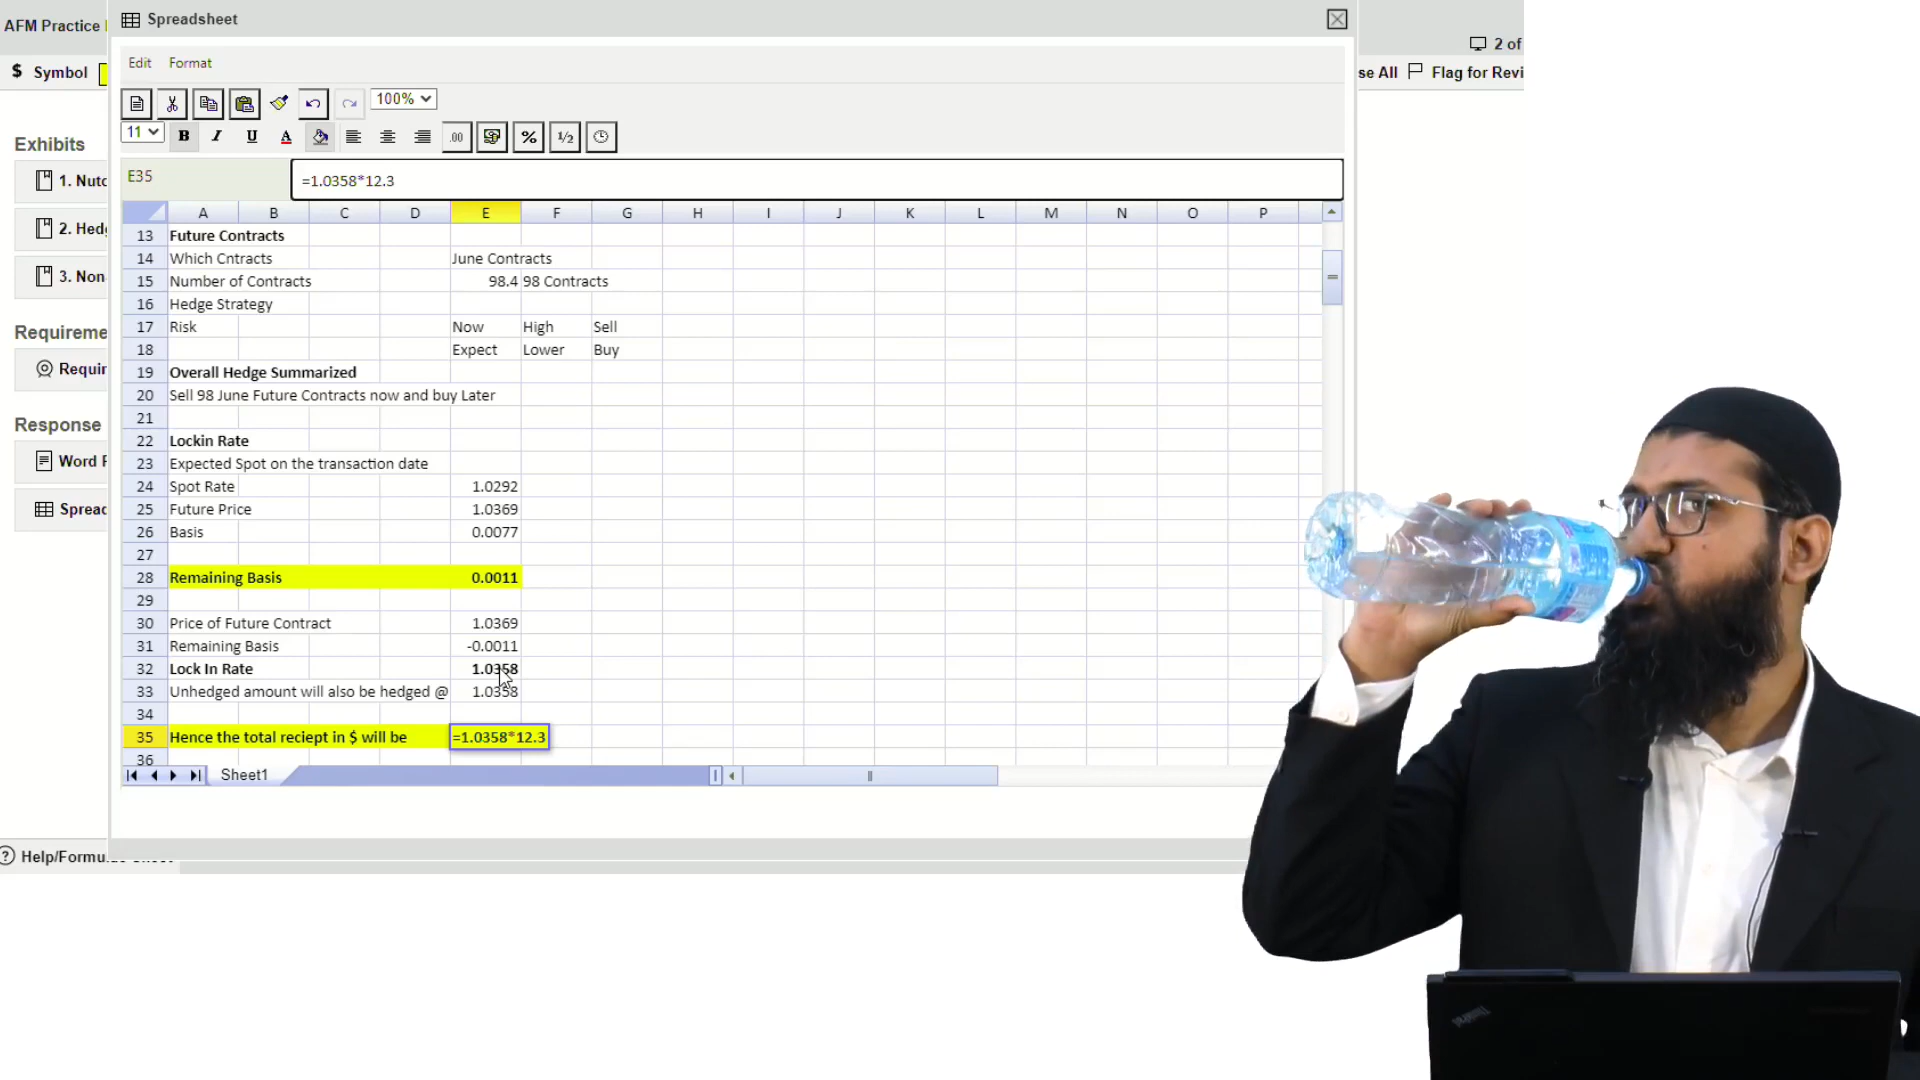 AFM Practice
Spreadsheet
2 of
$ Symbol
Edit Format
se All Flag for Revi
100%
11 B I U A .00 % 1/2
Exhibits
1. Nutc
2. Hed
3. Non
Requireme
Requir
Response
Word P
Spreac
Help/Formu
E35 =1.0358*12.3
A B C D E F G H I J K L M N O P
13 Future Contracts
14 Which Cntracts June Contracts
15 Number of Contracts 98.4 98 Contracts
16 Hedge Strategy
17 Risk Now High Sell
18 Expect Lower Buy
19 Overall Hedge Summarized
20 Sell 98 June Future Contracts now and buy Later
21
22 Lockin Rate
23 Expected Spot on the transaction date
24 Spot Rate 1.0292
25 Future Price 1.0369
26 Basis 0.0077
27
28 Remaining Basis 0.0011
29
30 Price of Future Contract 1.0369
31 Remaining Basis -0.0011
32 Lock In Rate 1.0358
33 Unhedged amount will also be hedged @ 1.0358
34
35 Hence the total reciept in $ will be =1.0358*12.3
36
Sheet1